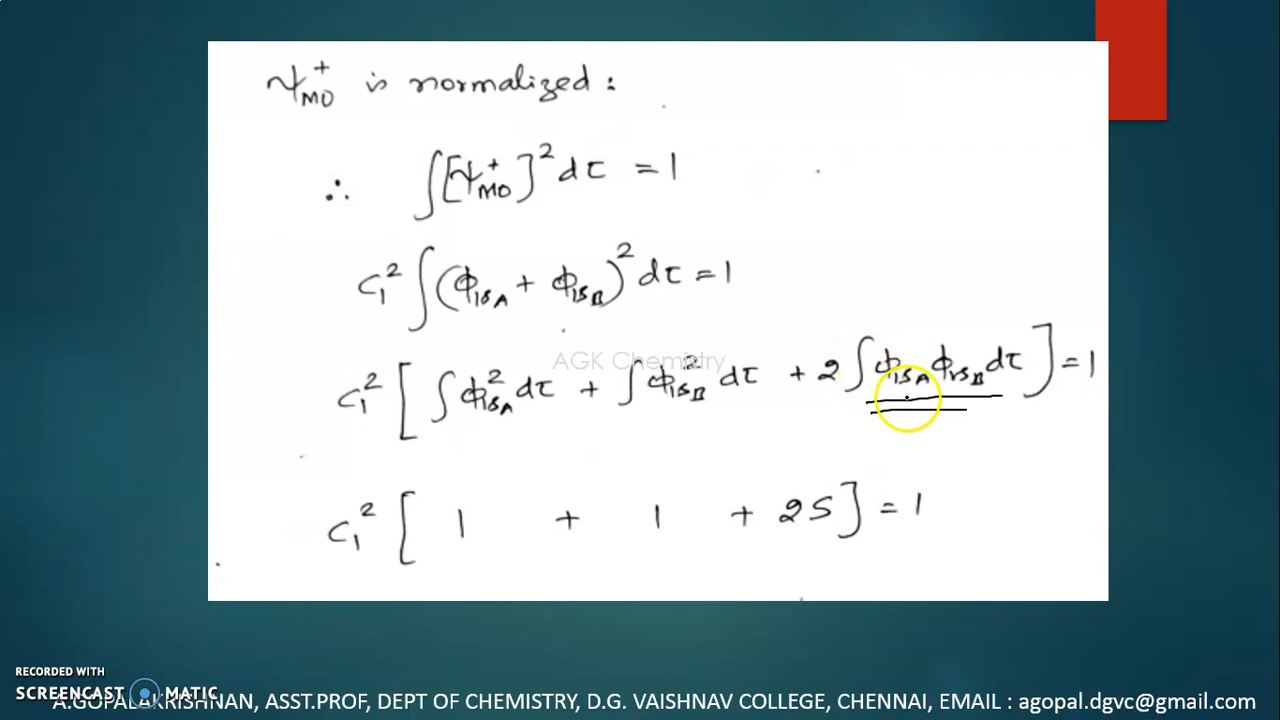 ψ⁺MO is normalized :
∴ ∫[ψ⁺MO]² dτ = 1
C₁² ∫(ϕ1sA + ϕ1sB)² dτ = 1
AGK Chemistry
C₁² [ ∫ϕ²1sA dτ + ∫ϕ²1sB dτ + 2 ∫ϕ1sA ϕ1sB dτ ] = 1
C₁² [ 1 + 1 + 2S ] = 1
RECORDED WITH
SCREENCAST MATIC
A.GOPALAKRISHNAN, ASST.PROF, DEPT OF CHEMISTRY, D.G. VAISHNAV COLLEGE, CHENNAI, EMAIL : agopal.dgvc@gmail.com